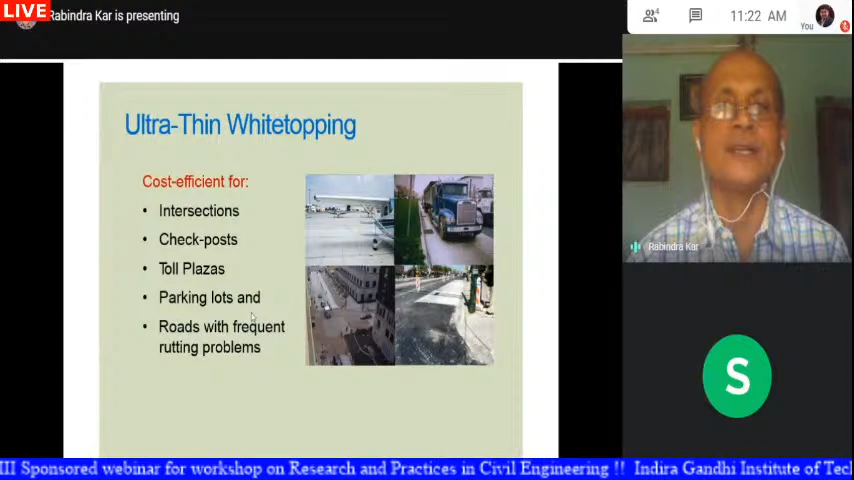 LIVE
Rabindra Kar is presenting
4
11:22 AM
You
Ultra-Thin Whitetopping
Cost-efficient for:
• Intersections
• Check-posts
• Toll Plazas
• Parking lots and
• Roads with frequent
rutting problems
Rabindra Kar
S
III Sponsored webinar for workshop on Research and Practices in Civil Engineering !! Indira Gandhi Institute of Tec